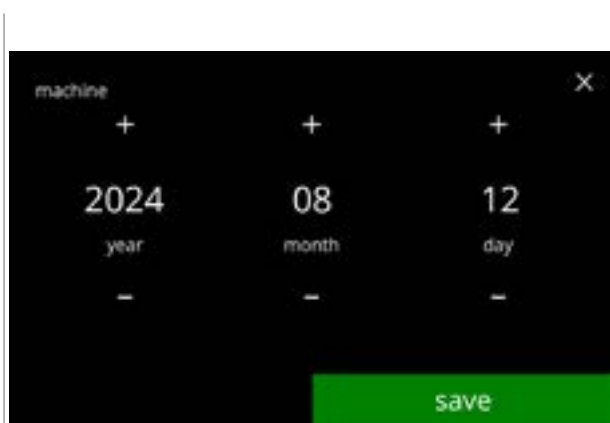 machine
+ + +
2024 08 12
year month day
- - -
save